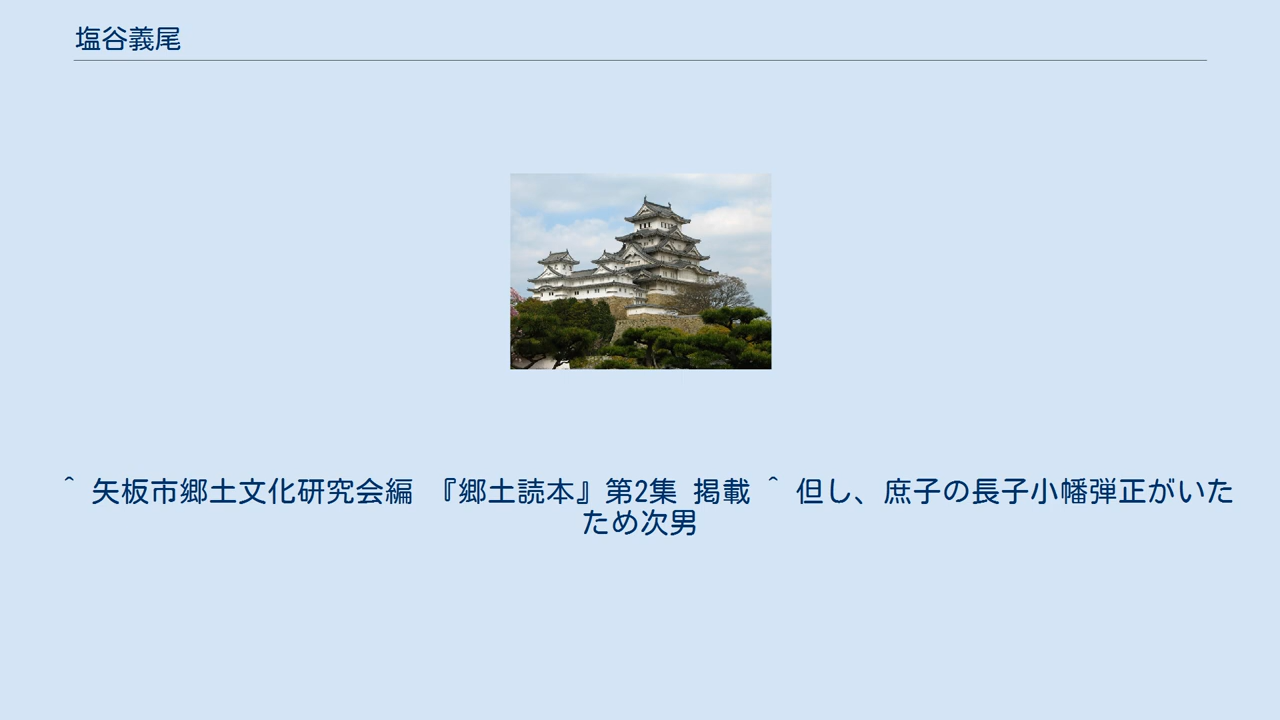 塩谷義尾
^ 矢板市郷土文化研究会編 『郷土読本』第2集 掲載 ^ 但し、庶子の長子小幡弾正がいた
ため次男